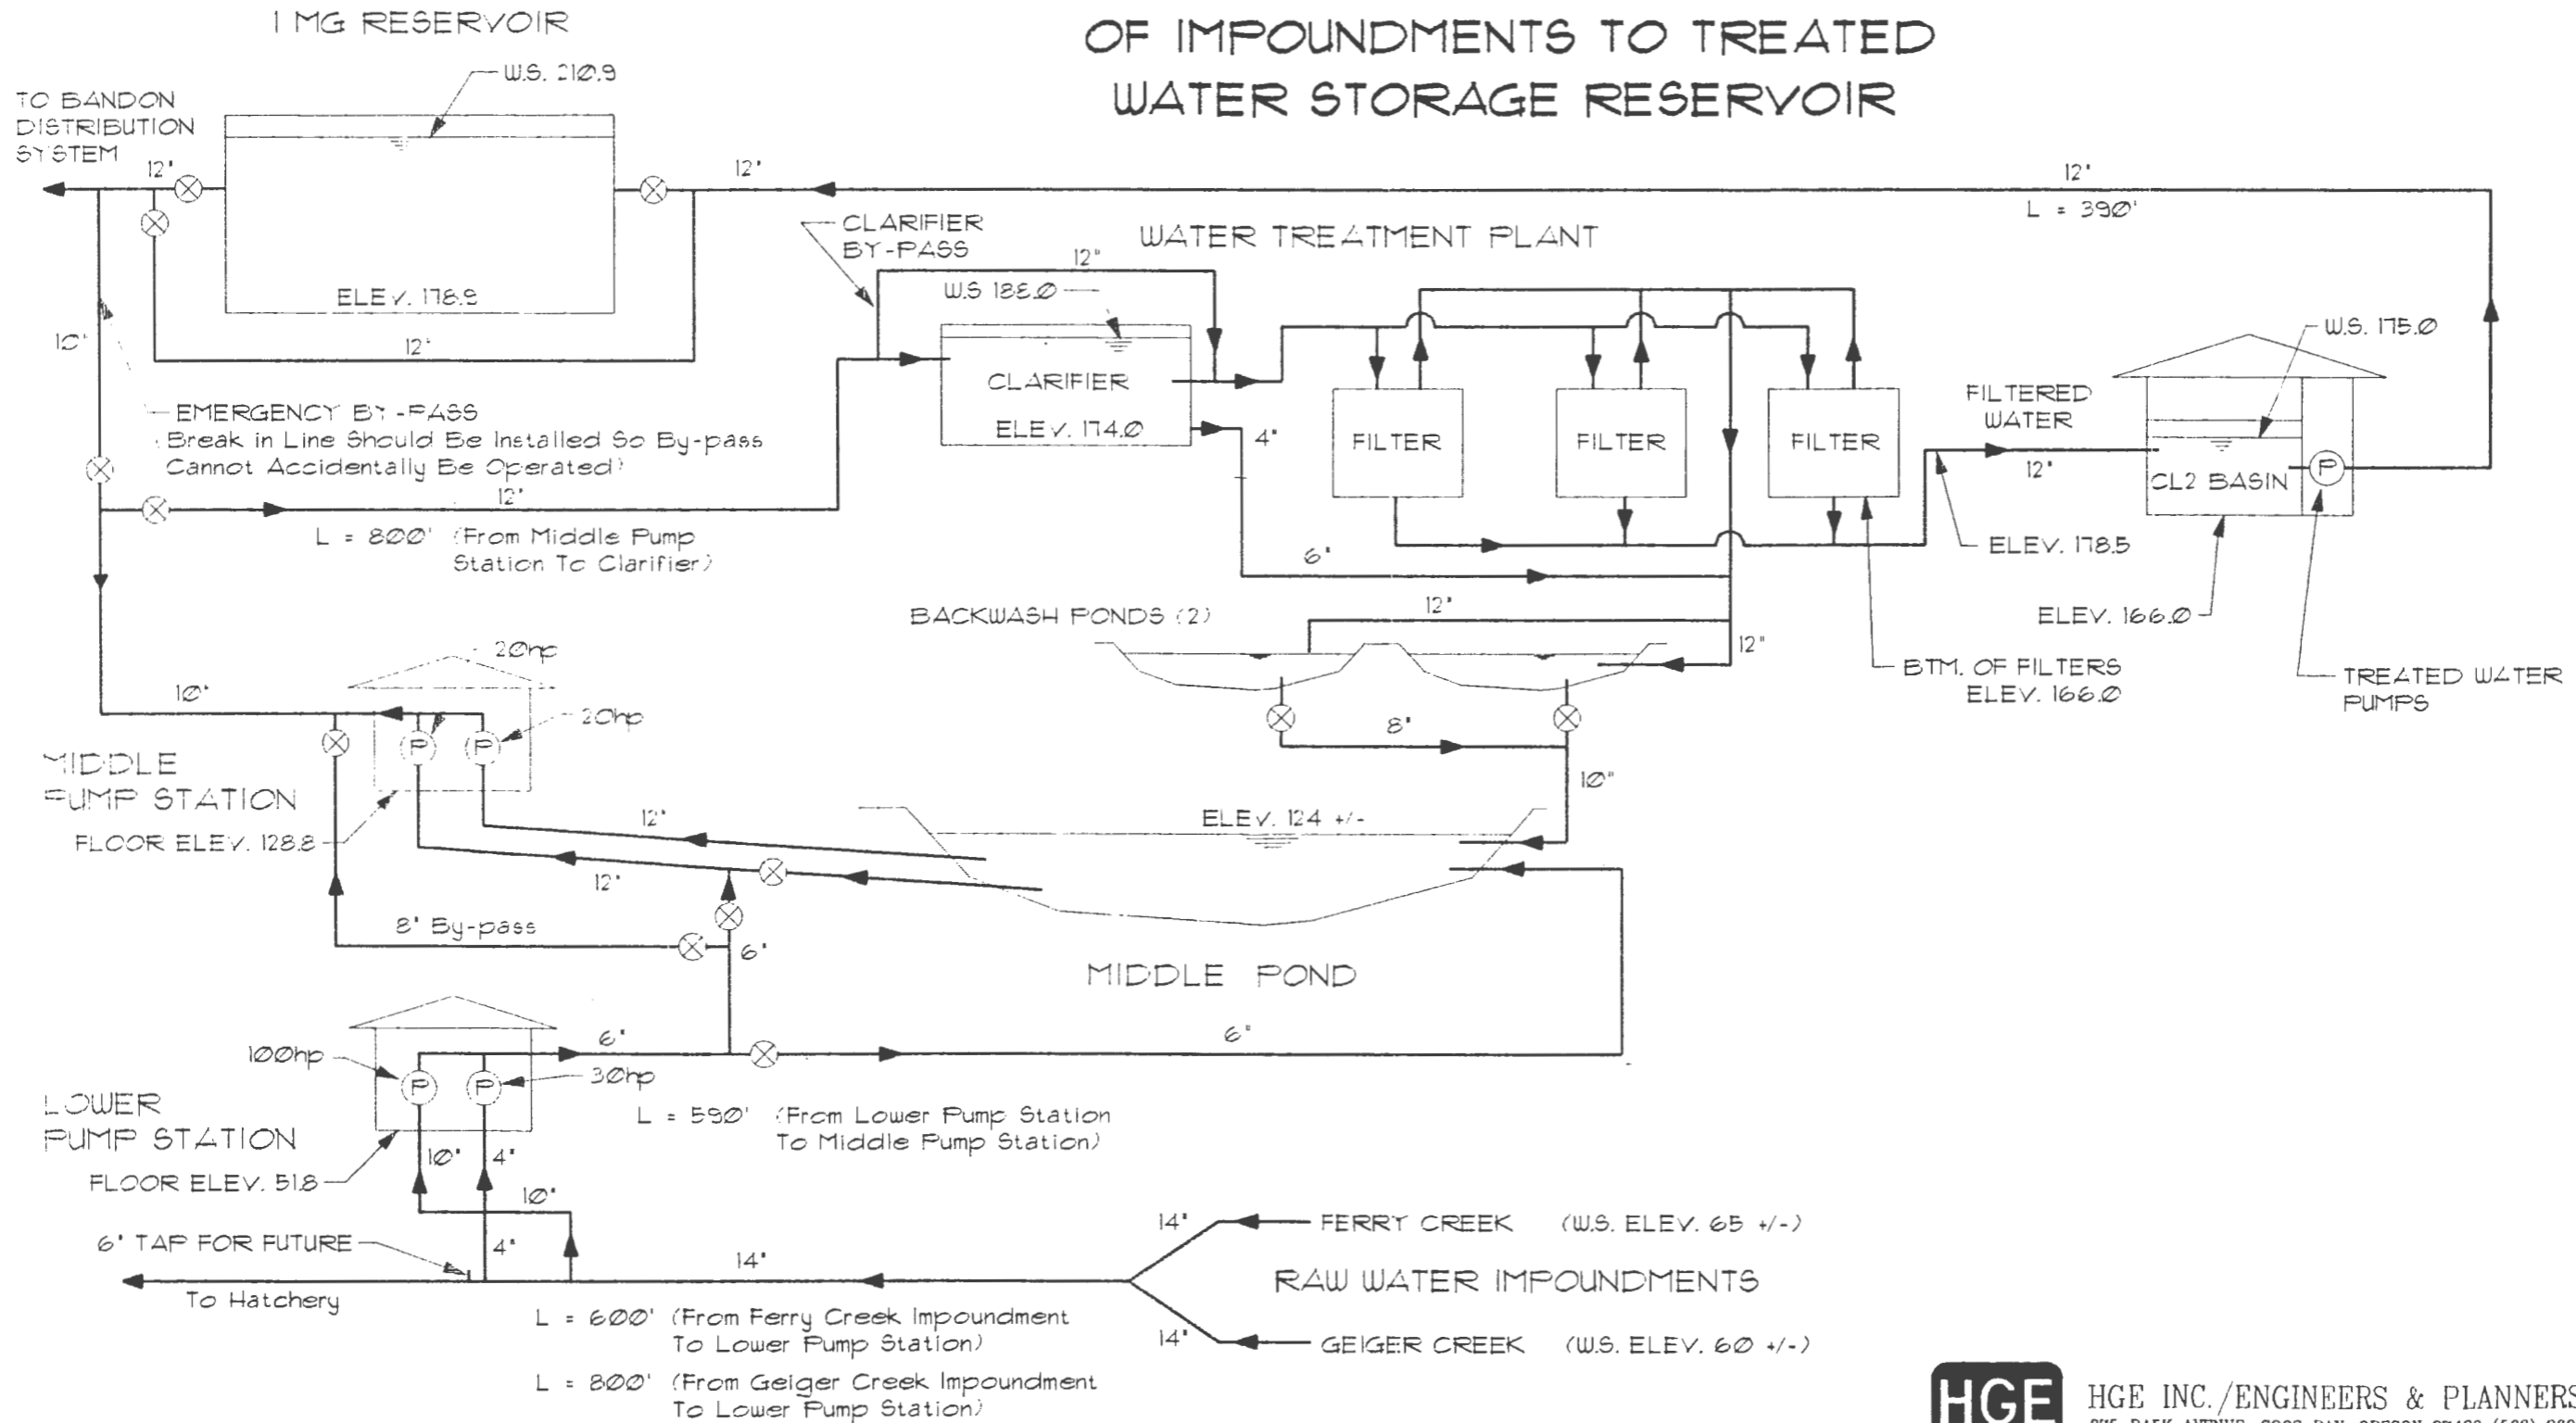 1 MG RESERVOIR
OF IMPOUNDMENTS TO TREATED
WATER STORAGE RESERVOIR
W.S. 210.9
TO BANDON
DISTRIBUTION
SYSTEM
12"
12"
12"
L = 390'
CLARIFIER
BY-PASS
WATER TREATMENT PLANT
12"
W.S 188.0
ELEV. 178.9
10"
12"
W.S. 175.0
CLARIFIER
ELEV. 174.0
4"
FILTER
FILTER
FILTER
FILTERED
WATER
12"
CL2 BASIN
P
EMERGENCY BY-PASS
(Break in Line Should Be Installed So By-pass
Cannot Accidentally Be Operated)
12"
L = 800' (From Middle Pump
Station To Clarifier)
6"
ELEV. 178.5
BACKWASH PONDS (2)
12"
12"
ELEV. 166.0
BTM. OF FILTERS
ELEV. 166.0
TREATED WATER
PUMPS
20hp
10"
20hp
P
P
MIDDLE
PUMP STATION
FLOOR ELEV. 128.8
8"
10"
12"
ELEV. 124 +/-
12"
8" By-pass
6"
MIDDLE POND
100hp
6"
6"
P
P
30hp
LOWER
PUMP STATION
L = 590' (From Lower Pump Station
To Middle Pump Station)
FLOOR ELEV. 51.8
10"
4"
10"
6" TAP FOR FUTURE
4"
14"
14"
FERRY CREEK (W.S. ELEV. 65 +/-)
RAW WATER IMPOUNDMENTS
To Hatchery
L = 600' (From Ferry Creek Impoundment
To Lower Pump Station)
14"
GEIGER CREEK (W.S. ELEV. 60 +/-)
L = 800' (From Geiger Creek Impoundment
To Lower Pump Station)
HGE
HGE INC./ENGINEERS & PLANNERS